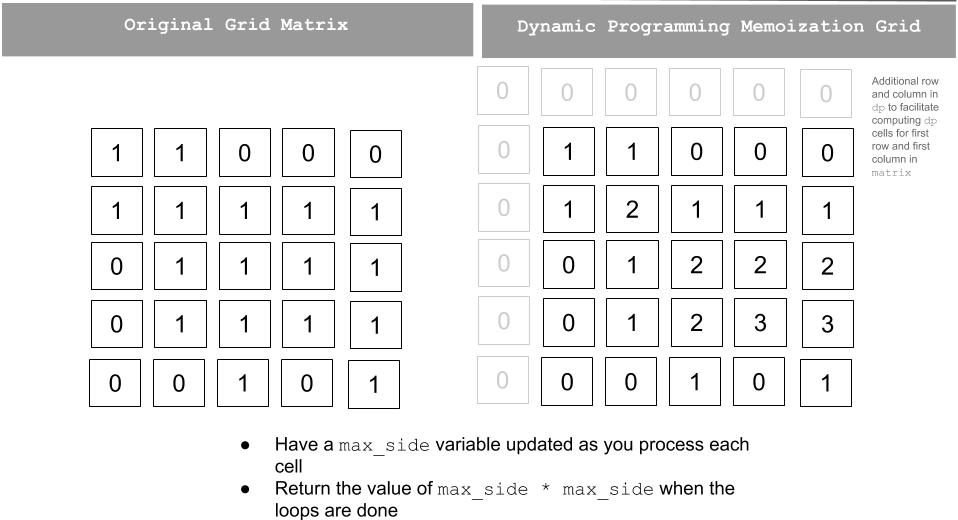 Original Grid Matrix
Dynamic Programming Memoization Grid
0 0 0 0 0 0
Additional row
and column in
dp to facilitate
computing dp
cells for first
row and first
column in
matrix
1 1 0 0 0
0 1 1 0 0 0
1 1 1 1 1
0 1 2 1 1 1
0 1 1 1 1
0 0 1 2 2 2
0 1 1 1 1
0 0 1 2 3 3
0 0 1 0 1
0 0 0 1 0 1
● Have a max_side variable updated as you process each
cell
● Return the value of max_side * max_side when the
loops are done